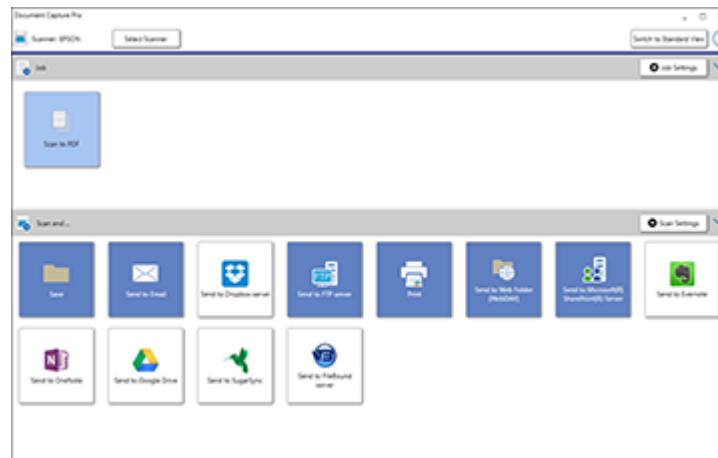 Document Capture Pro
Scanner: EPSON
Select Scanner
Switch to Standard View
Job
Job Settings
Scan to PDF
Scan and ...
Scan Settings
Save
Send to Email
Send to Dropbox server
Send to FTP server
FTP
Print
Send to Web Folder
(WebDAV)
Send to Microsoft(R)
SharePoint(R) Server
Send to Evernote
N
Send to OneNote
Send to Google Drive
Send to SugarSync
Send to FileBound
server